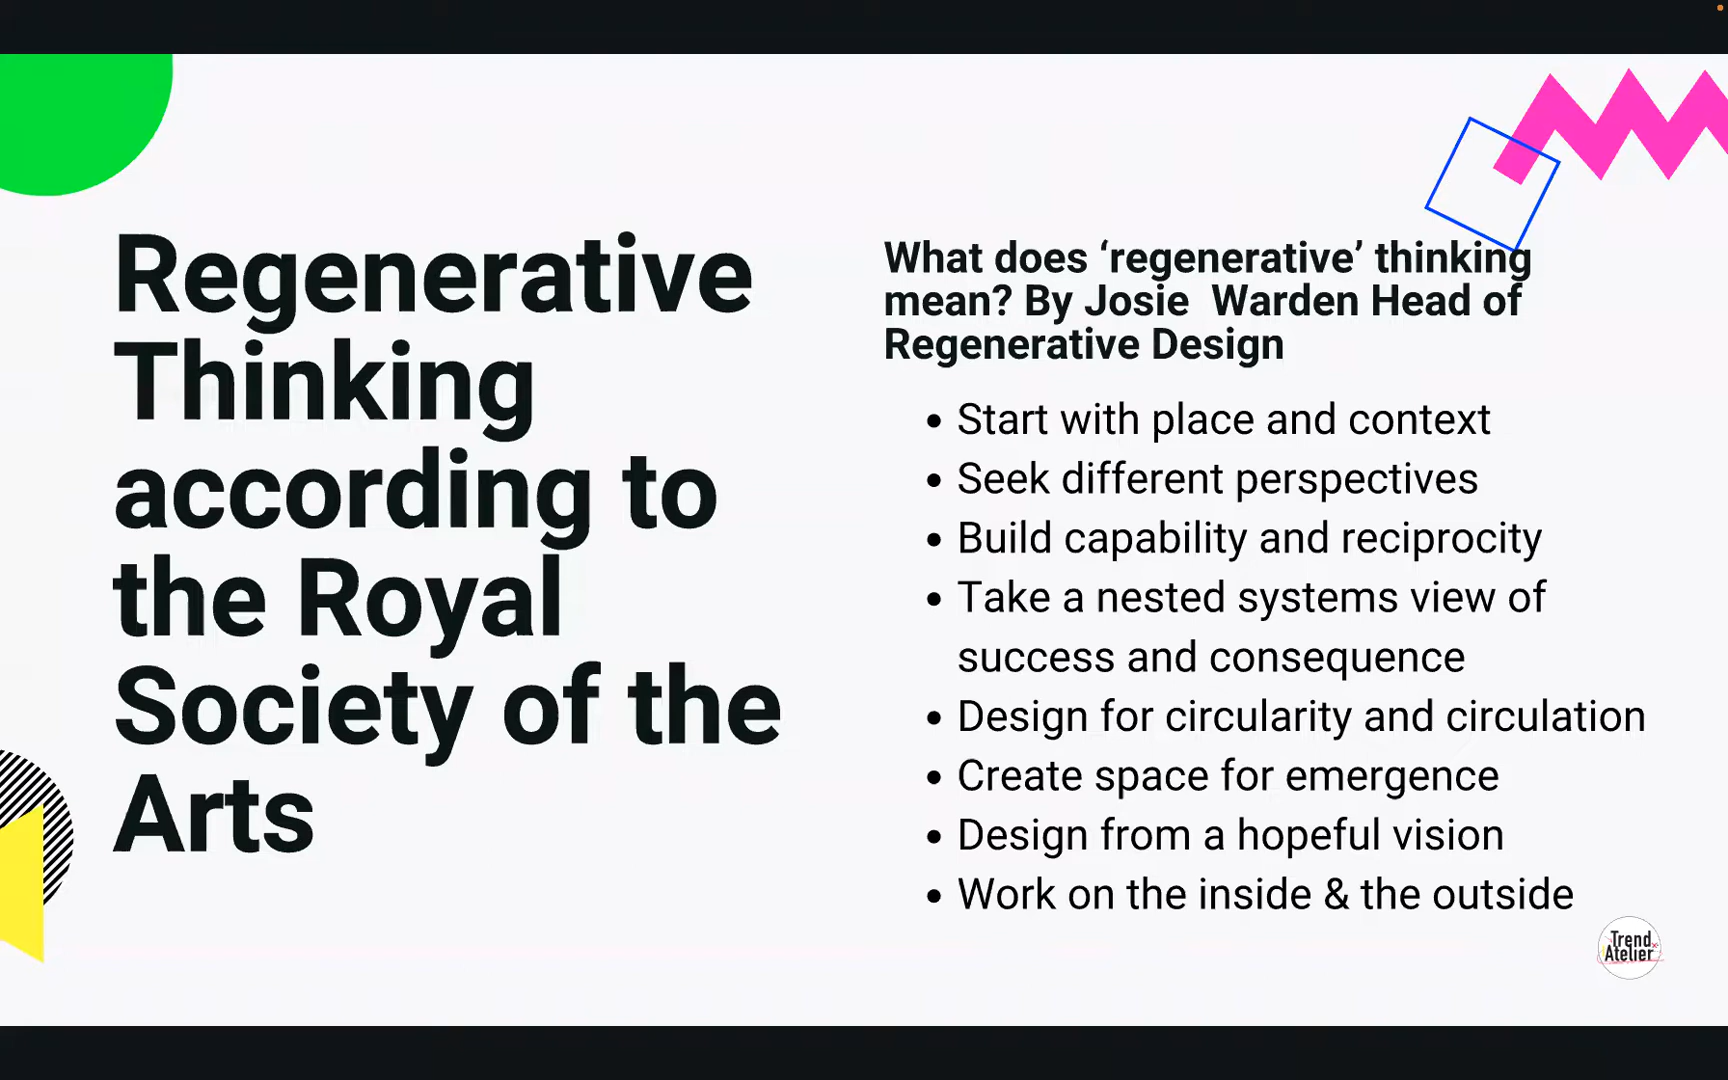 Regenerative
Thinking
according to
the Royal
Society of the
Arts
What does ‘regenerative’ thinking
mean? By Josie  Warden Head of
Regenerative Design
• Start with place and context
• Seek different perspectives
• Build capability and reciprocity
• Take a nested systems view of
success and consequence
• Design for circularity and circulation
• Create space for emergence
• Design from a hopeful vision
• Work on the inside & the outside
Trend
Atelier